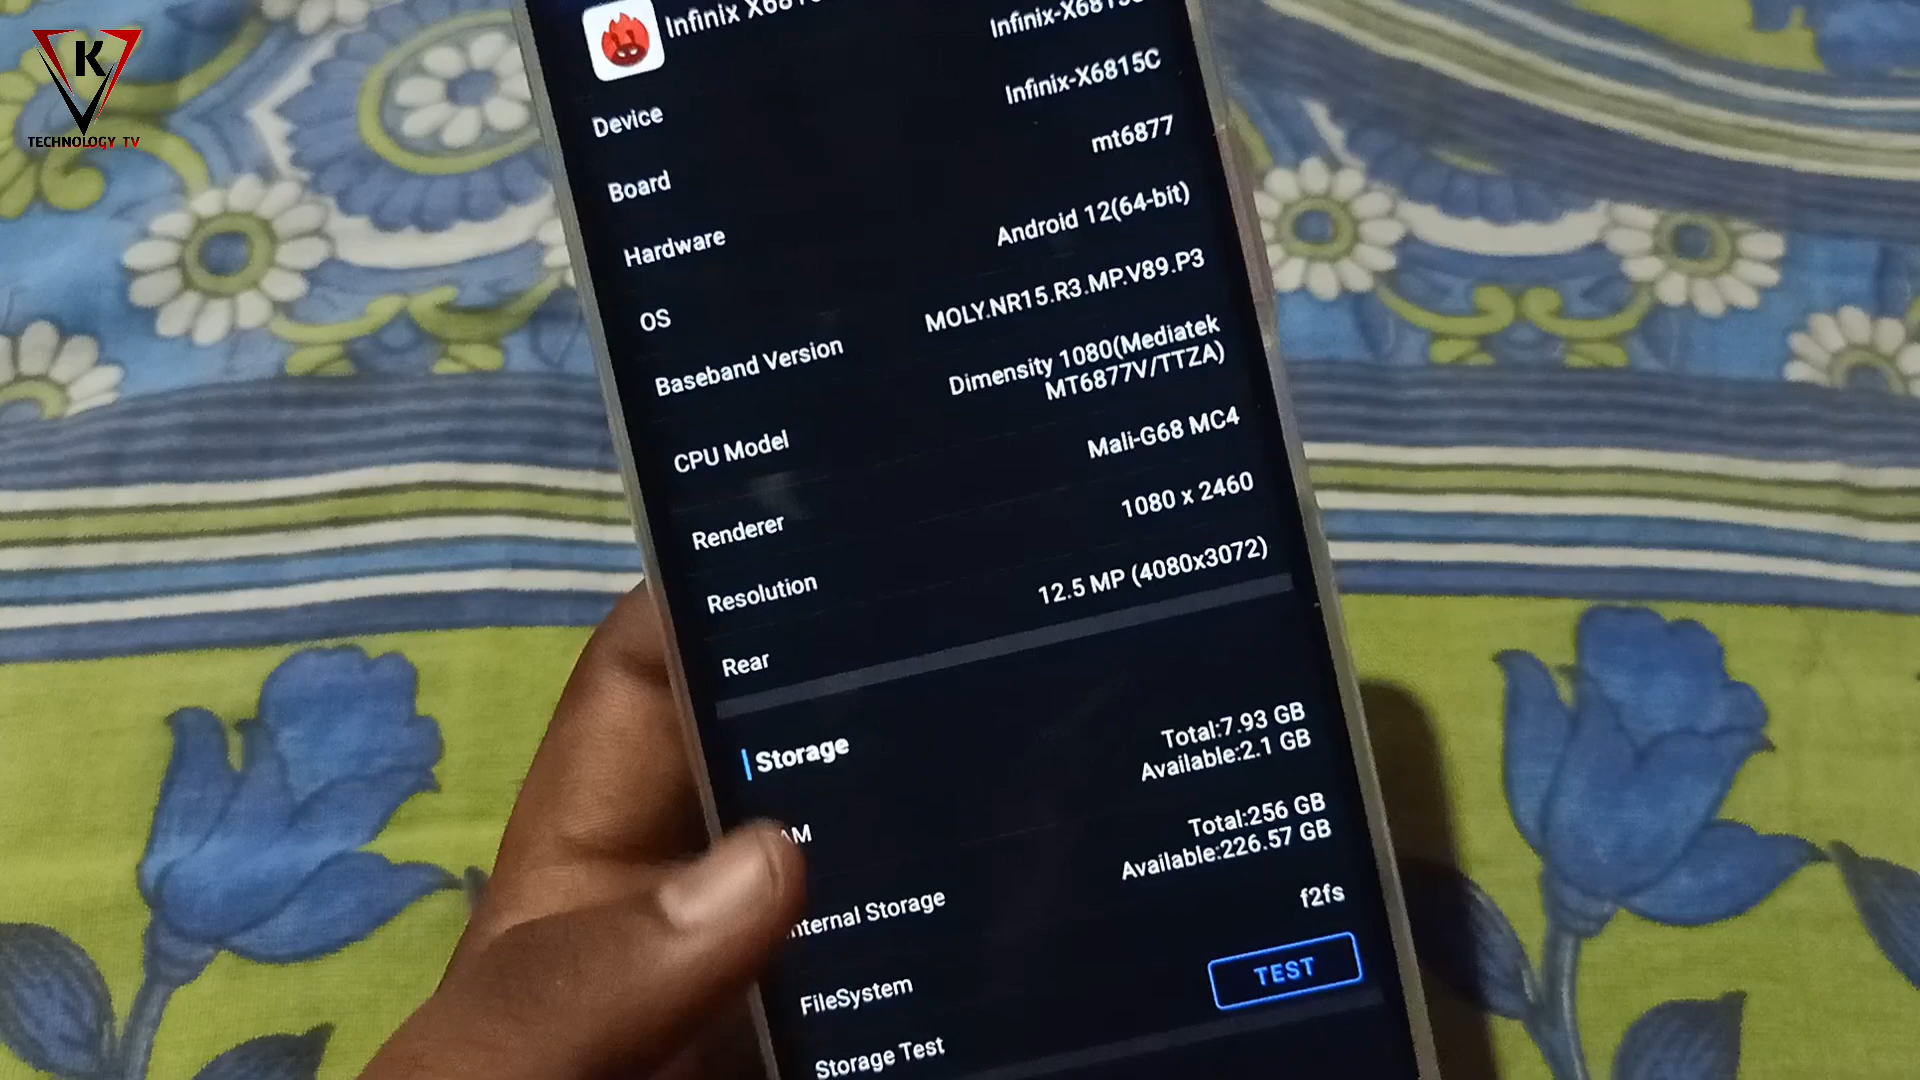 K
TECHNOLOGY TV
Infinix
Infinix-X6815C
Device
Infinix-X6815C
Board
mt6877
Hardware
Android 12(64-bit)
OS
MOLY.NR15.R3.MP.V89.P3
Baseband Version
Dimensity 1080(Mediatek
MT6877V/TTZA)
CPU Model
Mali-G68 MC4
Renderer
1080 x 2460
Resolution
12.5 MP (4080x3072)
Rear
Storage
Total:7.93 GB
Available:2.1 GB
AM
Total:256 GB
Available:226.57 GB
nternal Storage
f2fs
FileSystem
TEST
Storage Test